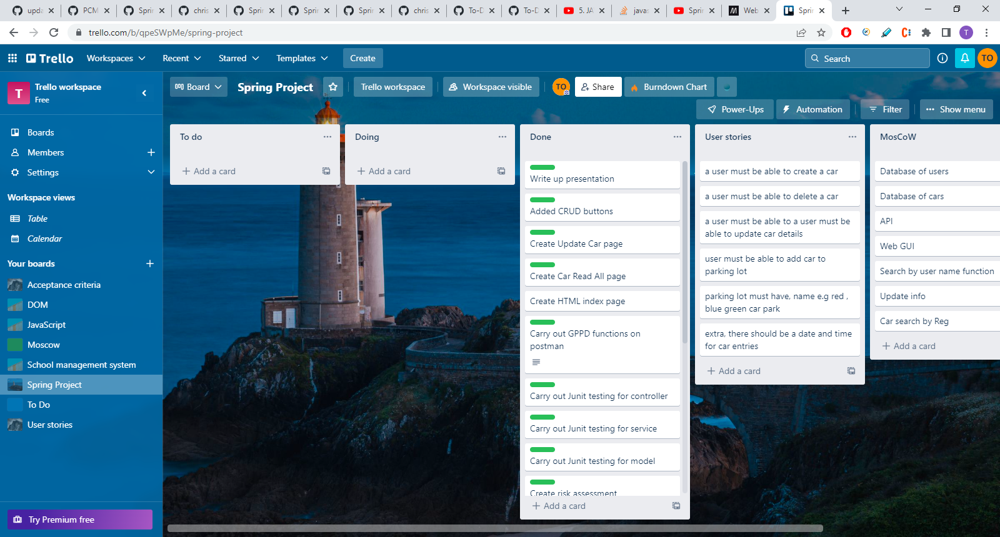 upda
PCM
Sprin
chris
Sprin
Sprin
Sprin
chris
To-D
To-D
5. JA
javas
Sprin
Web
Sprin
trello.com/b/qpeSWpMe/spring-project
T
Trello
Workspaces
Recent
Starred
Templates
Create
Search
TO
T
Trello workspace
Free
Board
Spring Project
Trello workspace
Workspace visible
TO
Share
Burndown Chart
Power-Ups
Automation
Filter
Show menu
Boards
Members
Settings
Workspace views
Table
Calendar
Your boards
Acceptance criteria
DOM
JavaScript
Moscow
School management system
Spring Project
To Do
User stories
Try Premium free
To do
Add a card
Doing
Add a card
Done
Write up presentation
Added CRUD buttons
Create Update Car page
Create Car Read All page
Create HTML index page
Carry out GPPD functions on
postman
Carry out Junit testing for controller
Carry out Junit testing for service
Carry out Junit testing for model
Create risk assessment
Add a card
User stories
a user must be able to create a car
a user must be able to delete a car
a user must be able to a user must be
able to update car details
user must be able to add car to
parking lot
parking lot must have, name e.g red ,
blue green car park
extra, there should be a date and time
for car entries
Add a card
MosCoW
Database of users
Database of cars
API
Web GUI
Search by user name function
Update info
Car search by Reg
Add a card